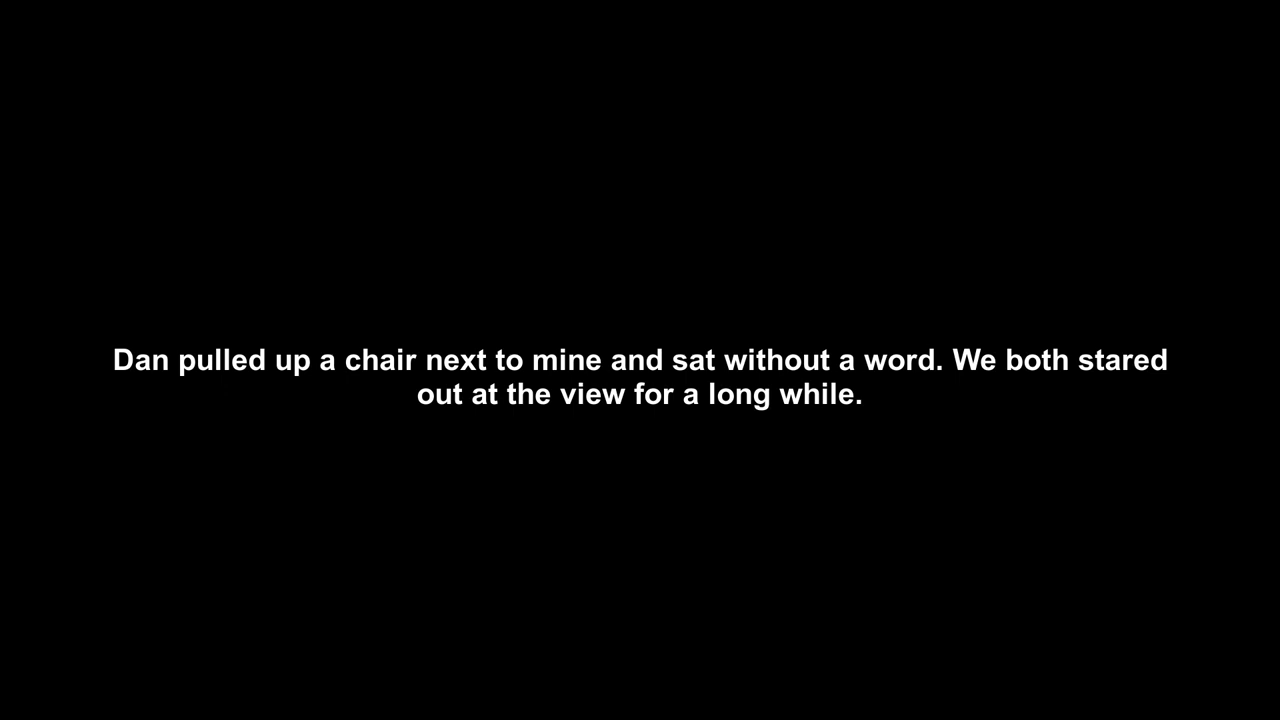 Dan pulled up a chair next to mine and sat without a word. We both stared
out at the view for a long while.